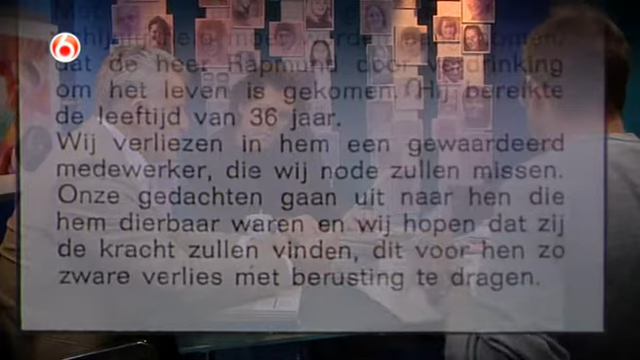 6
dat de heer Rapmund door verdrinking
om het leven is gekomen. Hij bereikte
de leeftijd van 36 jaar.
Wij verliezen in hem een gewaardeerd
medewerker, die wij node zullen missen.
Onze gedachten gaan uit naar hen die
hem dierbaar waren en wij hopen dat zij
de kracht zullen vinden, dit voor hen zo
zware verlies met berusting te dragen.